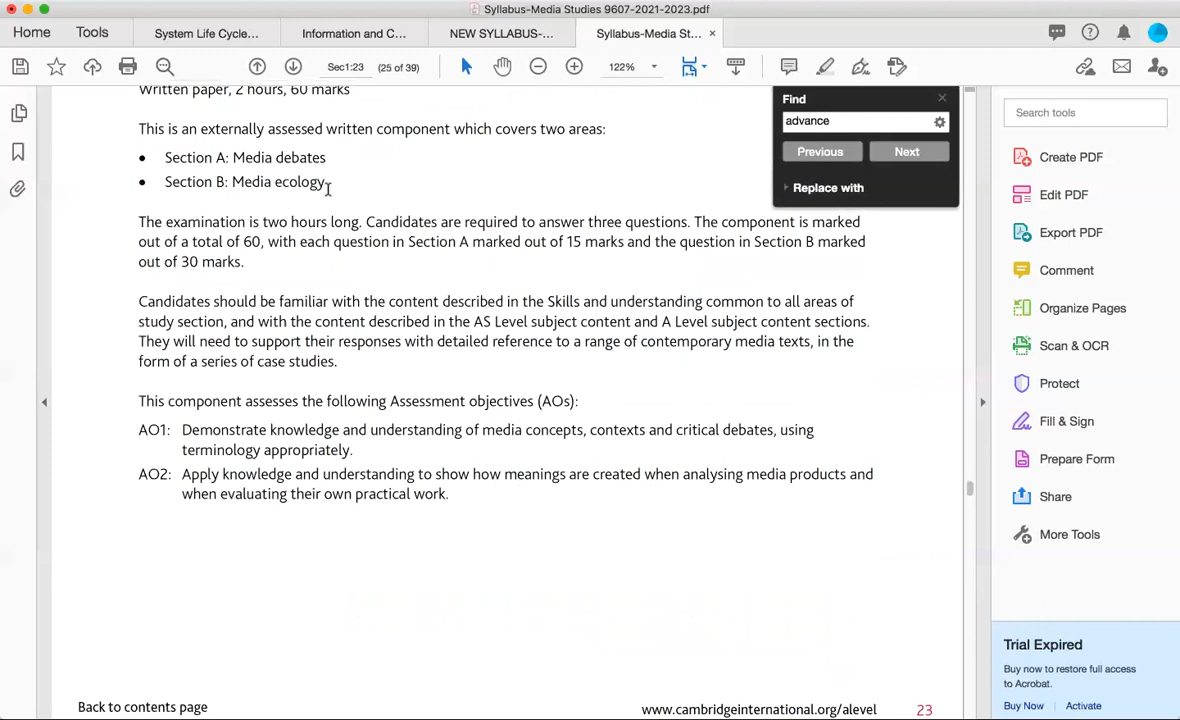 Syllabus-Media Studies 9607-2021-2023.pdf
Home Tools System Life Cycle... Information and C... NEW SYLLABUS-... Syllabus-Media St... ×
Sec1:23 (25 of 39) 122%
Written paper, 2 hours, 60 marks
This is an externally assessed written component which covers two areas:
• Section A: Media debates
• Section B: Media ecology
The examination is two hours long. Candidates are required to answer three questions. The component is marked
out of a total of 60, with each question in Section A marked out of 15 marks and the question in Section B marked
out of 30 marks.
Candidates should be familiar with the content described in the Skills and understanding common to all areas of
study section, and with the content described in the AS Level subject content and A Level subject content sections.
They will need to support their responses with detailed reference to a range of contemporary media texts, in the
form of a series of case studies.
This component assesses the following Assessment objectives (AOs):
AO1: Demonstrate knowledge and understanding of media concepts, contexts and critical debates, using
terminology appropriately.
AO2: Apply knowledge and understanding to show how meanings are created when analysing media products and
when evaluating their own practical work.
Back to contents page
www.cambridgeinternational.org/alevel 23
Find
advance
Previous Next
Replace with
Search tools
Create PDF
Edit PDF
Export PDF
Comment
Organize Pages
Scan & OCR
Protect
Fill & Sign
Prepare Form
Share
More Tools
Trial Expired
Buy now to restore full access
to Acrobat.
Buy Now | Activate